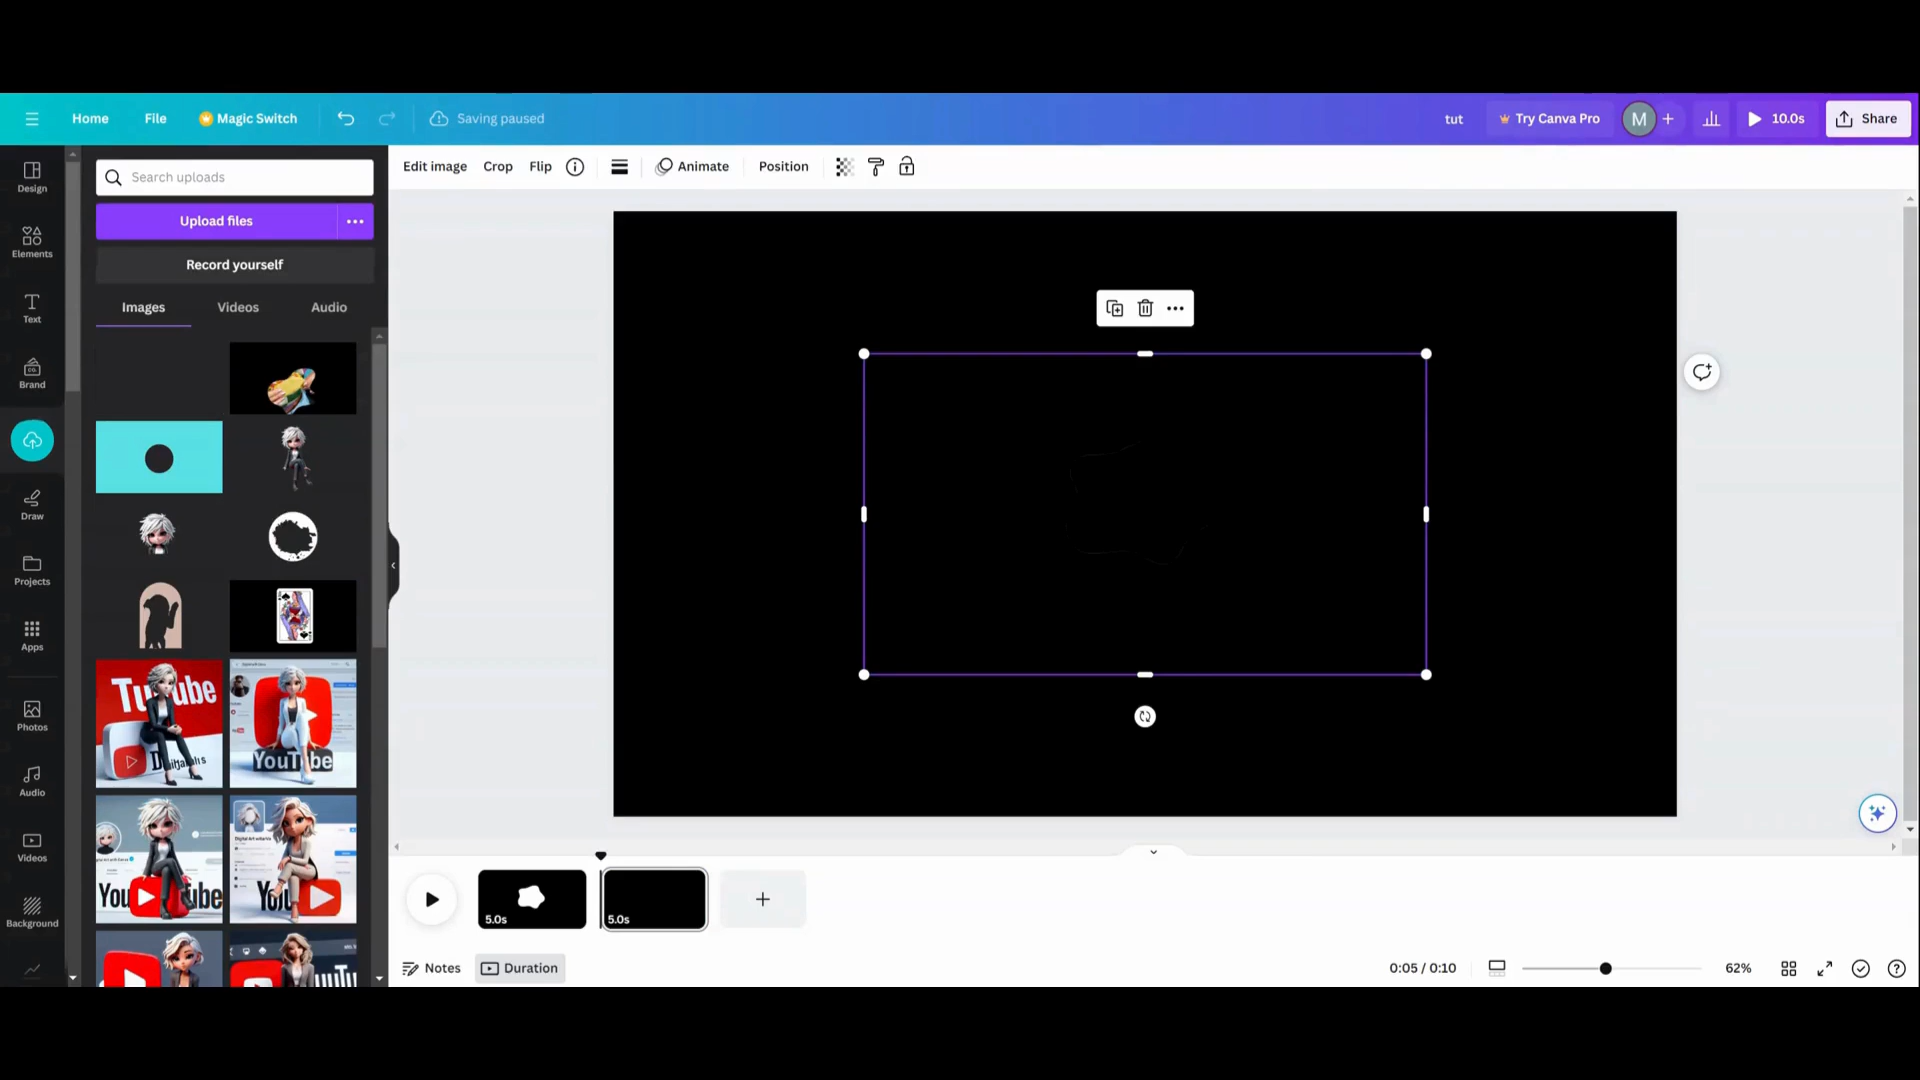 Home File Magic Switch Saving paused tut Try Canva Pro M 10.0s Share
Edit image Crop Flip Animate Position
Design
Elements
Text
Brand
Draw
Projects
Apps
Photos
Audio
Videos
Background
Search uploads
Upload files
Record yourself
Images Videos Audio
YouTube
YouTube
5.0s
5.0s
Notes Duration 0:05 / 0:10 62%